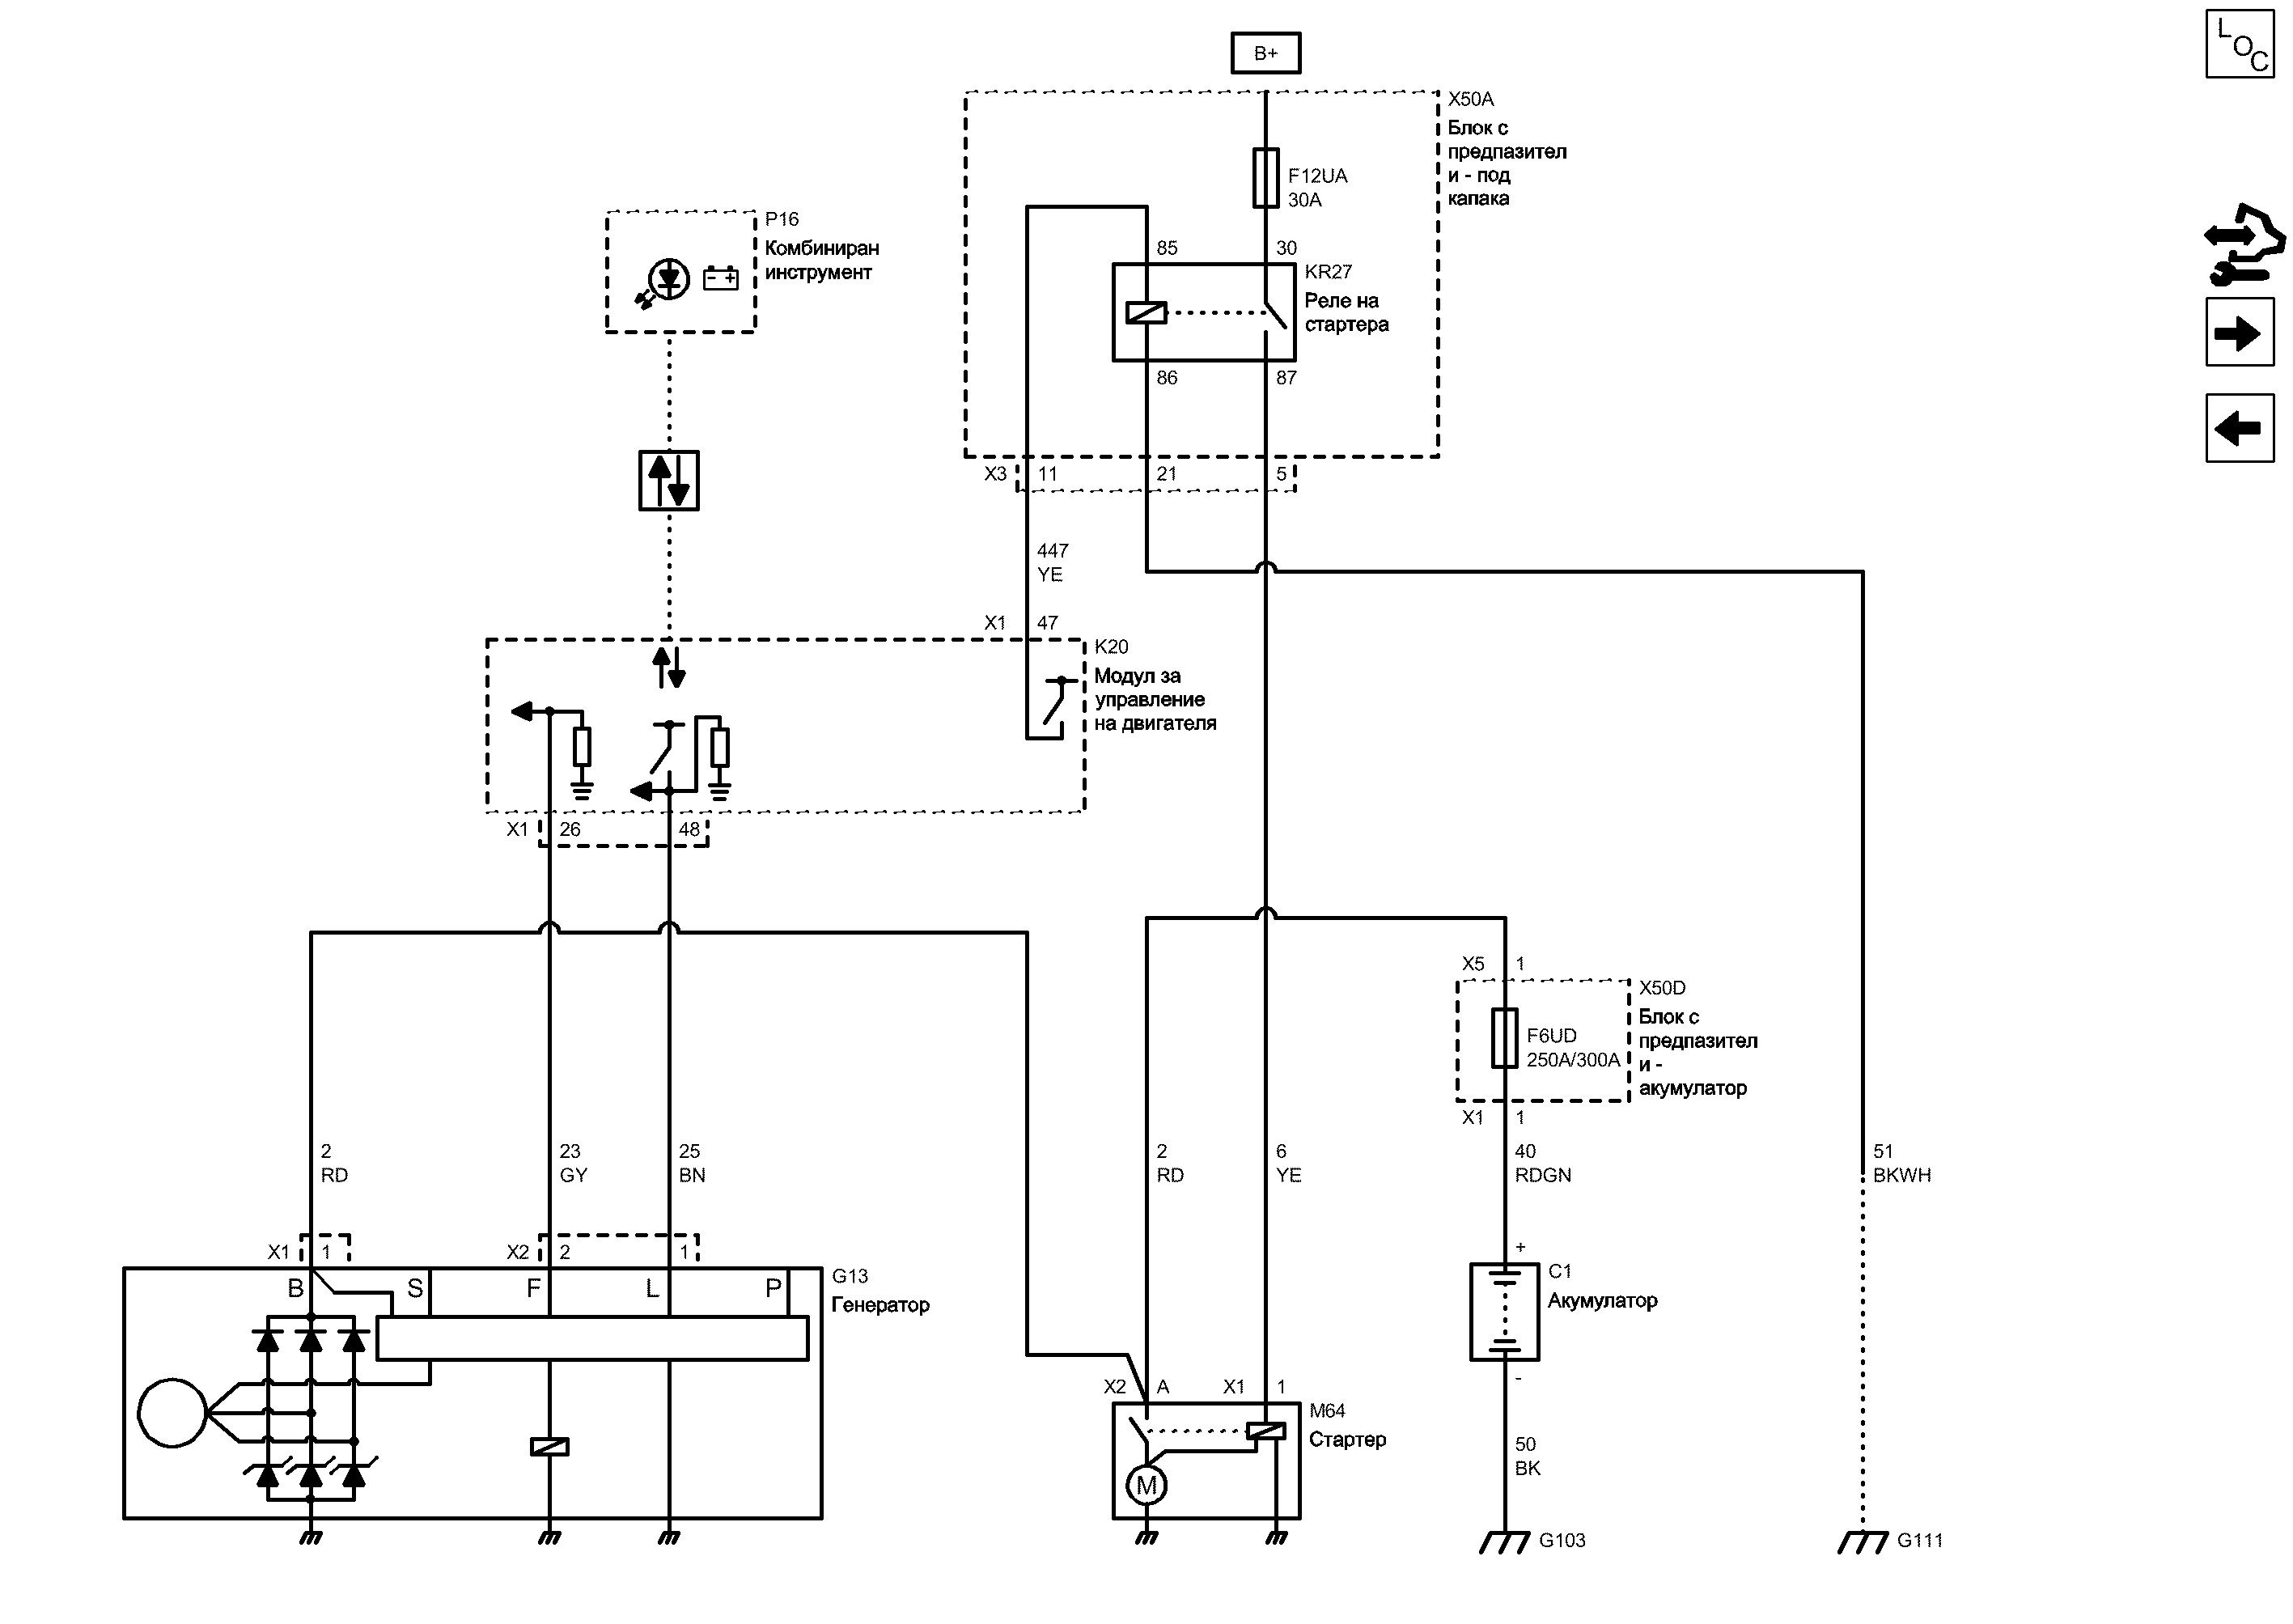 L
O
C
B+
X50A
Блок с
предпазител
и - под
капака
F12UA
30A
P16
Комбиниран
инструмент
85
30
KR27
Реле на
стартера
86
87
X3
11
21
5
447
YE
X1
47
K20
Модул за
управление
на двигателя
X1
26
48
X5
1
X50D
Блок с
предпазител
и -
акумулатор
F6UD
250A/300A
X1
1
2
RD
23
GY
25
BN
2
RD
6
YE
40
RDGN
51
BKWH
X1
1
X2
2
1
B
S
F
L
P
G13
Генератор
+
C1
Акумулатор
-
X2
A
X1
1
M64
Стартер
M
50
BK
G103
G111